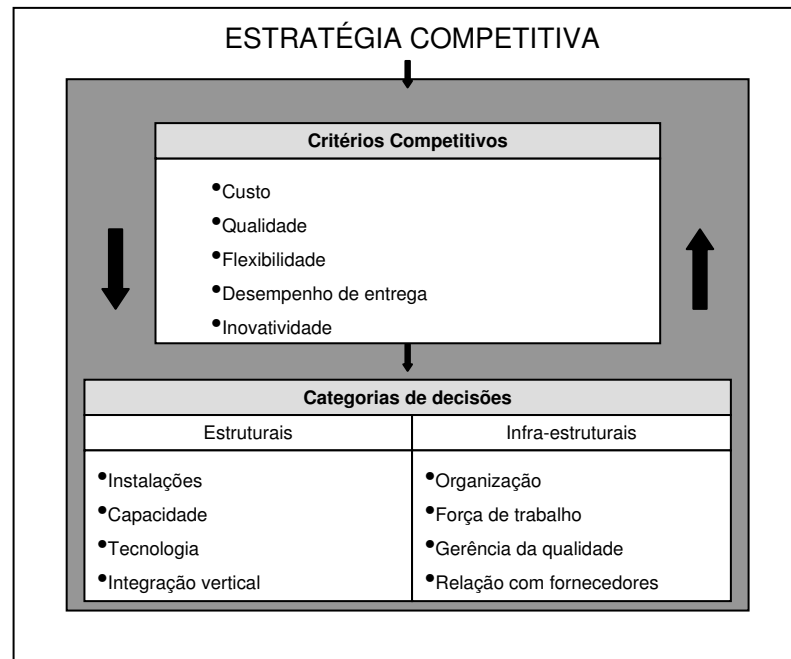 ESTRATÉGIA COMPETITIVA
Critérios Competitivos
•Custo
•Qualidade
•Flexibilidade
•Desempenho de entrega
•Inovatividade
Categorias de decisões
Estruturais
Infra-estruturais
•Instalações
•Capacidade
•Tecnologia
•Integração vertical
•Organização
•Força de trabalho
•Gerência da qualidade
•Relação com fornecedores